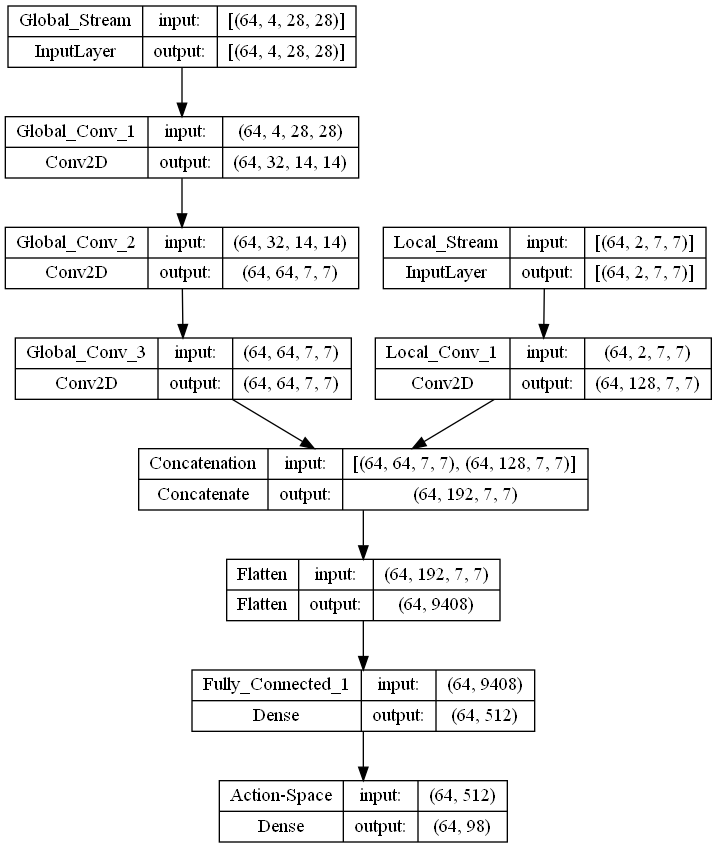 Global_Stream input: [(64, 4, 28, 28)]
InputLayer output: [(64, 4, 28, 28)]
Global_Conv_1 input: (64, 4, 28, 28)
Conv2D output: (64, 32, 14, 14)
Global_Conv_2 input: (64, 32, 14, 14)
Conv2D output: (64, 64, 7, 7)
Local_Stream input: [(64, 2, 7, 7)]
InputLayer output: [(64, 2, 7, 7)]
Global_Conv_3 input: (64, 64, 7, 7)
Conv2D output: (64, 64, 7, 7)
Local_Conv_1 input: (64, 2, 7, 7)
Conv2D output: (64, 128, 7, 7)
Concatenation input: [(64, 64, 7, 7), (64, 128, 7, 7)]
Concatenate output: (64, 192, 7, 7)
Flatten input: (64, 192, 7, 7)
Flatten output: (64, 9408)
Fully_Connected_1 input: (64, 9408)
Dense output: (64, 512)
Action-Space input: (64, 512)
Dense output: (64, 98)